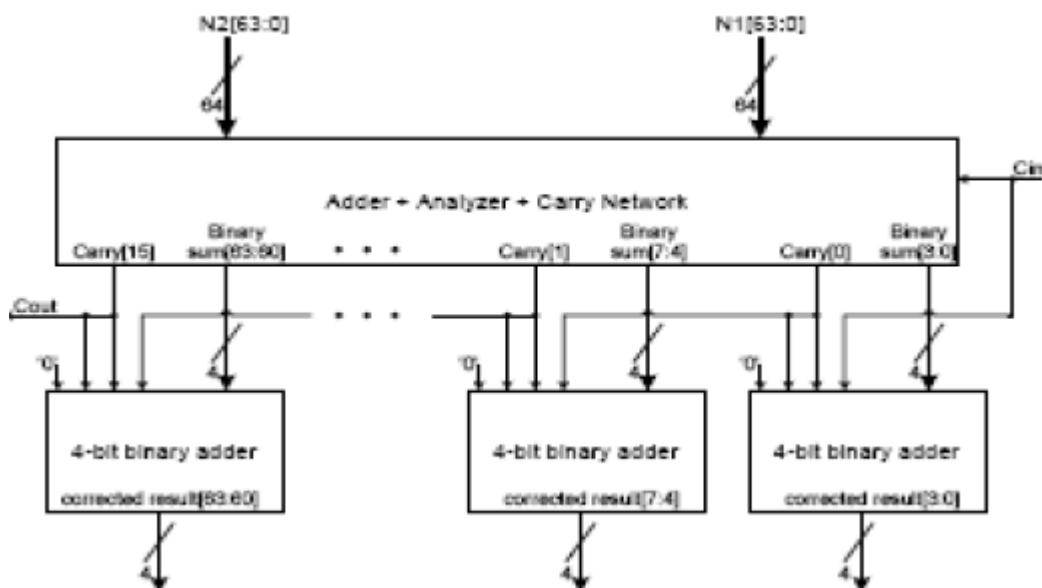 N2[63:0]
N1[63:0]
64
64
Cin
Adder + Analyzer + Carry Network
Binary
Binary
Binary
Carry[15]
sum[63:60]
Carry[1]
sum[7:4]
Carry[0]
sum[3:0]
Cout
'0'
4
'0'
4
'0'
4
4-bit binary adder
4-bit binary adder
4-bit binary adder
corrected result[63:60]
corrected result[7:4]
corrected result[3:0]
4
4
4